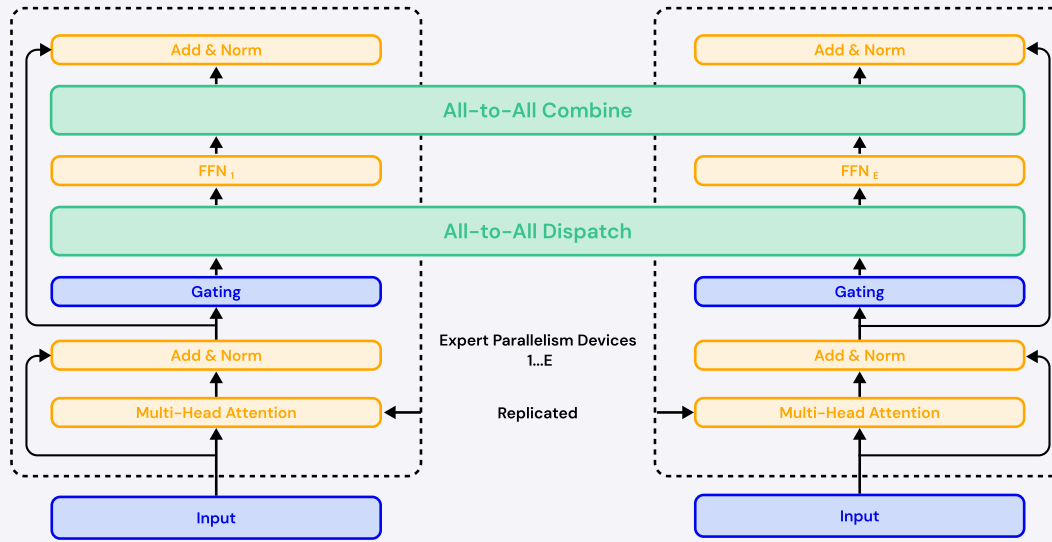 Add & Norm
Add & Norm
All-to-All Combine
FFN 1
FFN E
All-to-All Dispatch
Gating
Gating
Expert Parallelism Devices
1...E
Add & Norm
Add & Norm
Multi-Head Attention
Replicated
Multi-Head Attention
Input
Input